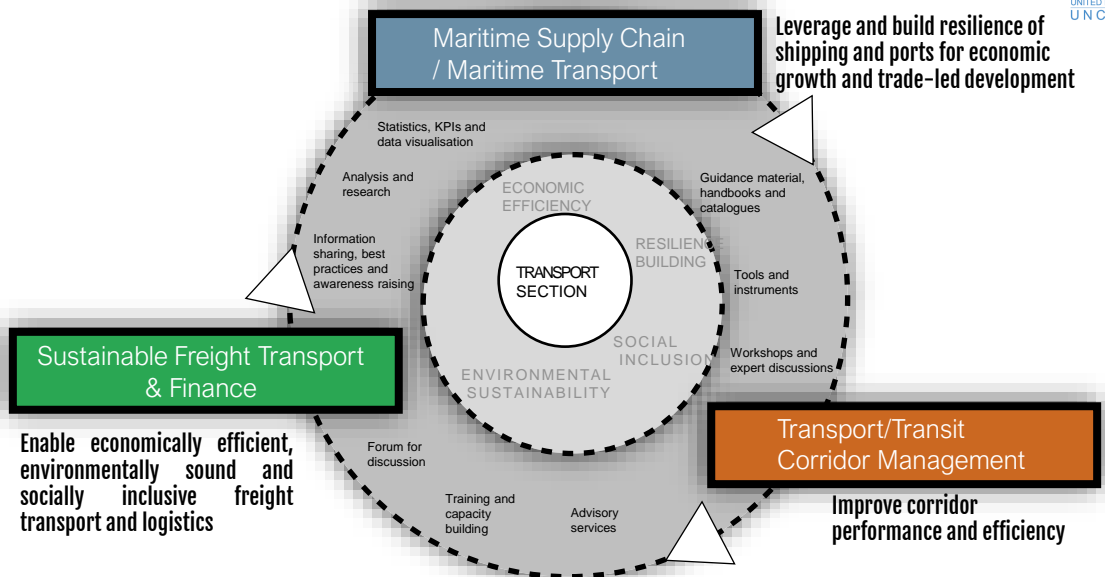 UNITED
UNC
Maritime Supply Chain
/ Maritime Transport
Leverage and build resilience of
shipping and ports for economic
growth and trade-led development
Statistics, KPIs and
data visualisation
Analysis and
research
Information
sharing, best
practices and
awareness raising
Guidance material,
handbooks and
catalogues
Tools and
instruments
Workshops and
expert discussions
ECONOMIC
EFFICIENCY
RESILIENCE
BUILDING
TRANSPORT
SECTION
SOCIAL
INCLUSION
ENVIRONMENTAL
SUSTAINABILITY
Sustainable Freight Transport
& Finance
Enable economically efficient,
environmentally sound and
socially inclusive freight
transport and logistics
Transport/Transit
Corridor Management
Improve corridor
performance and efficiency
Forum for
discussion
Training and
capacity
building
Advisory
services